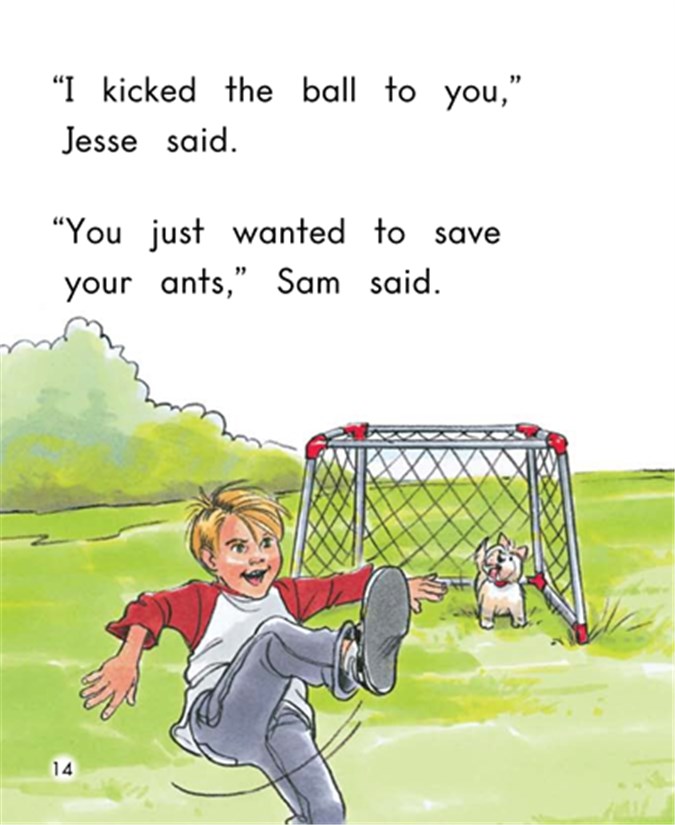 “I kicked the ball to you,”
Jesse said.
“You just wanted to save
your ants,” Sam said.
14